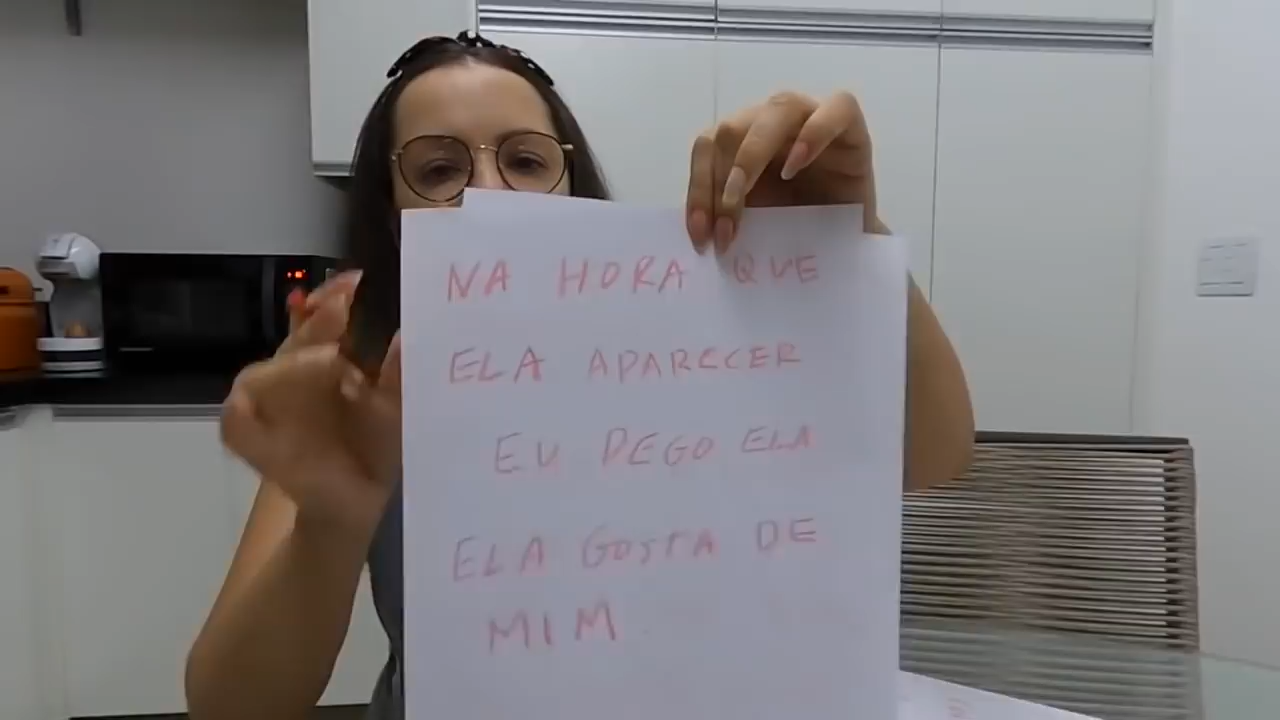 NA HORA QUE
ELA APARECER
EU PEGO ELA
ELA GOSTA DE
MIM.